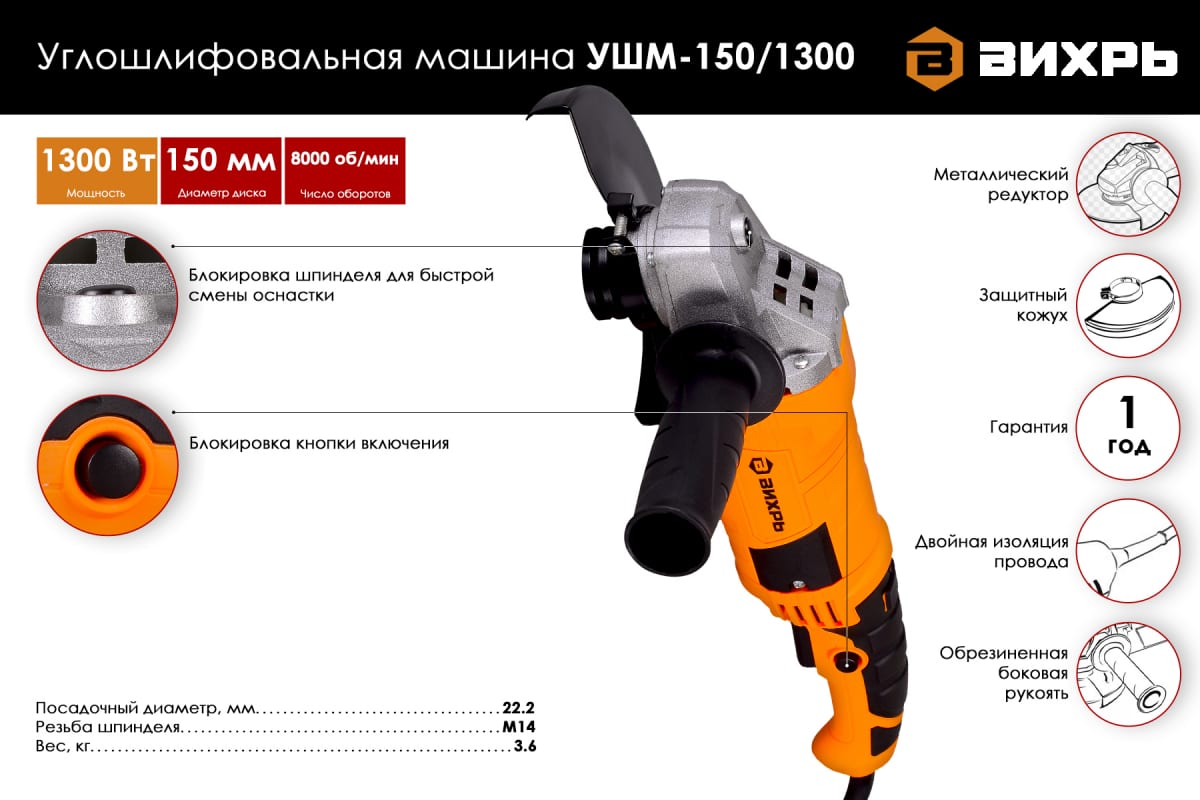 Углошлифовальная машина УШМ-150/1300
ВИХРЬ
1300 Вт
Мощность
150 мм
Диаметр диска
8000 об/мин
Число оборотов
Блокировка шпинделя для быстрой
смены оснастки
Блокировка кнопки включения
ВИХРЬ
Металлический
редуктор
Защитный
кожух
Гарантия
1
год
Двойная изоляция
провода
Обрезиненная
боковая
рукоять
Посадочный диаметр, мм.................................22.2
Резьба шпинделя............................................М14
Вес, кг..........................................................3.6